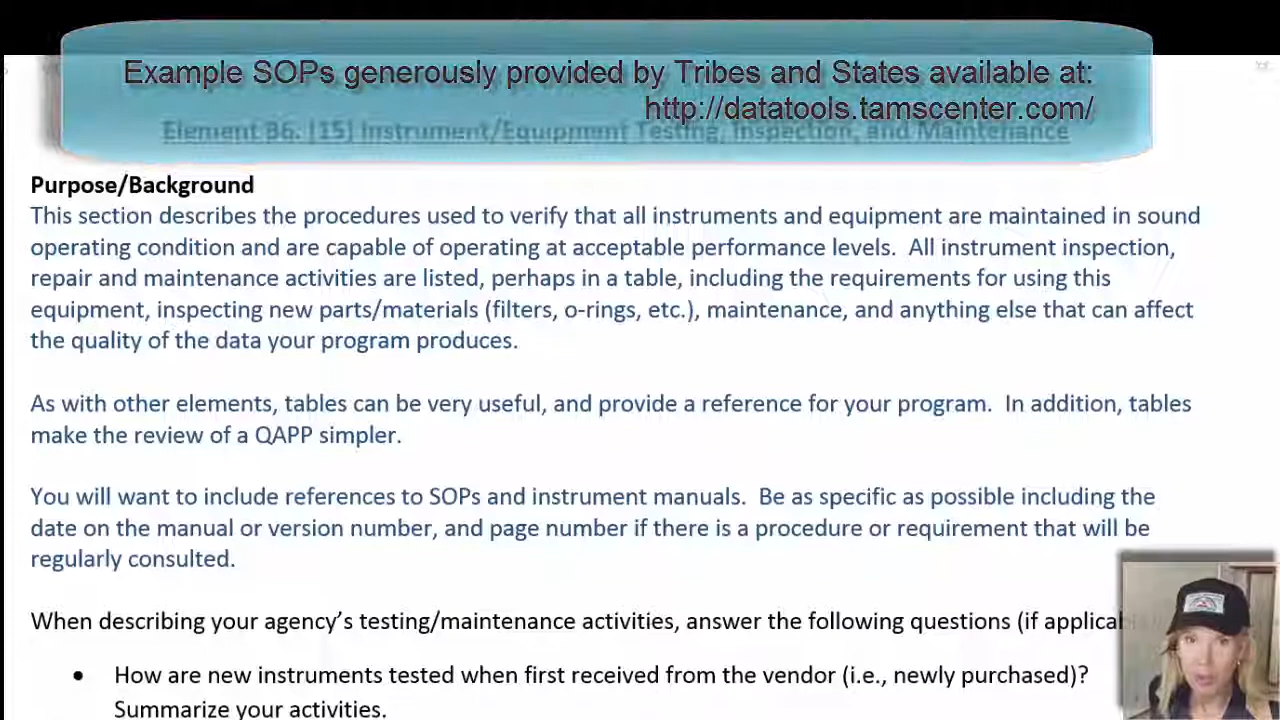 Example SOPs generously provided by Tribes and States available at:
http://datatools.tamscenter.com/
Element B6. (15) Instrument/Equipment Testing, Inspection, and Maintenance
Purpose/Background
This section describes the procedures used to verify that all instruments and equipment are maintained in sound
operating condition and are capable of operating at acceptable performance levels.  All instrument inspection,
repair and maintenance activities are listed, perhaps in a table, including the requirements for using this
equipment, inspecting new parts/materials (filters, o-rings, etc.), maintenance, and anything else that can affect
the quality of the data your program produces.
As with other elements, tables can be very useful, and provide a reference for your program.  In addition, tables
make the review of a QAPP simpler.
You will want to include references to SOPs and instrument manuals.  Be as specific as possible including the
date on the manual or version number, and page number if there is a procedure or requirement that will be
regularly consulted.
When describing your agency’s testing/maintenance activities, answer the following questions (if applicab
• How are new instruments tested when first received from the vendor (i.e., newly purchased)?
Summarize your activities.